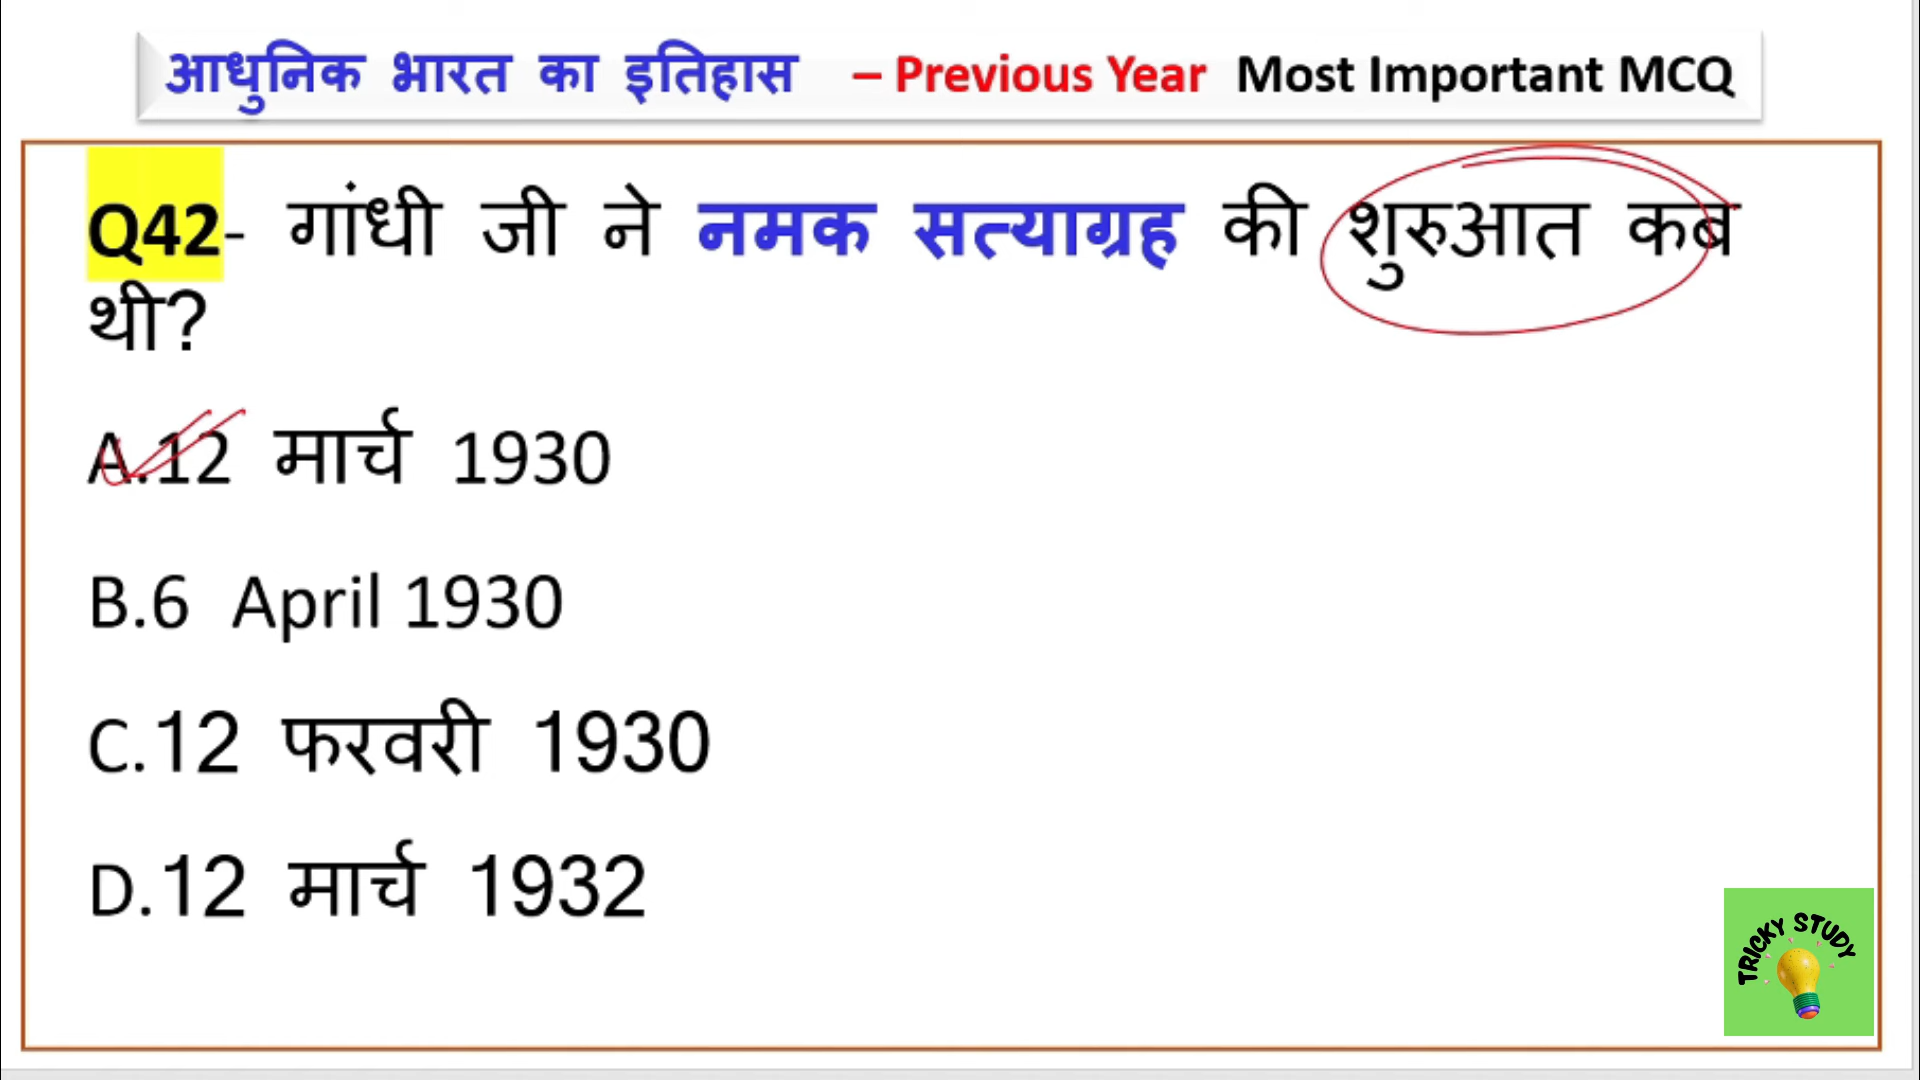 आधुनिक भारत का इतिहास – Previous Year Most Important MCQ
Q42- गांधी जी ने नमक सत्याग्रह की शुरुआत कब
थी?
A.12 मार्च 1930
B.6 April 1930
C.12 फरवरी 1930
D.12 मार्च 1932
TRICKY STUDY